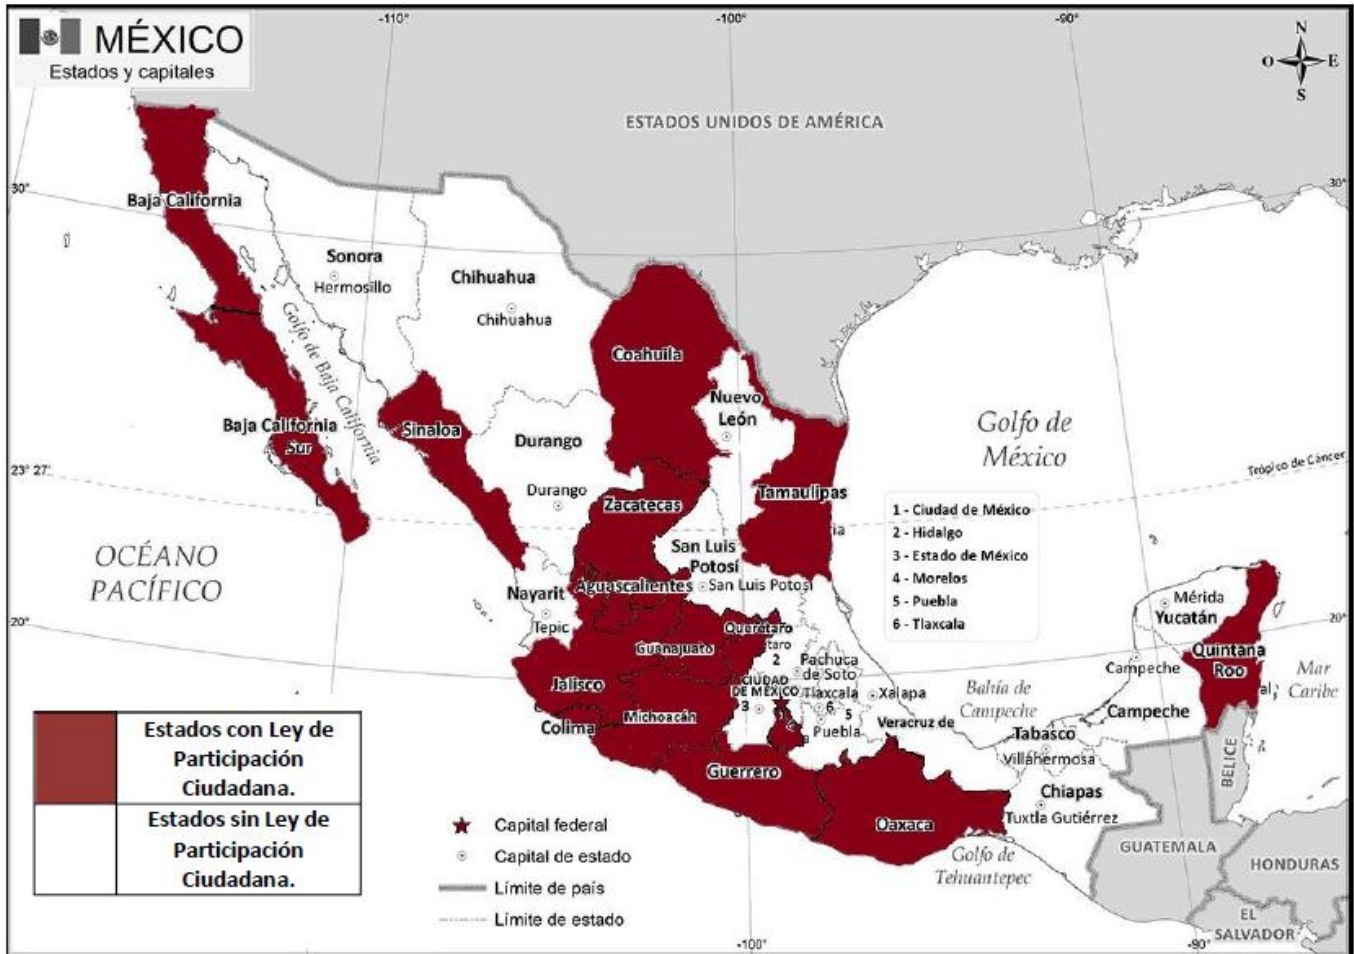 MÉXICO
Estados y capitales
-110°
-100°
-90°
N
O
E
S
ESTADOS UNIDOS DE AMÉRICA
30°
30°
Baja California
Sonora
Hermosillo
Chihuahua
Chihuahua
Golfo de Baja California
Coahuila
Nuevo
León
Baja California
Sur
Sinaloa
Durango
Durango
Golfo de
México
23° 27'
Trópico de Cáncer
Zacatecas
Tamaulipas
ia
1 - Ciudad de México
2 - Hidalgo
3 - Estado de México
4 - Morelos
5 - Puebla
6 - Tlaxcala
San Luis
Potosí
San Luis Potosí
OCÉANO
PACÍFICO
Aguascalientes
Nayarit
Tepic
20°
20°
Mérida
Yucatán
Querétaro
taro
2
Guanajuato
Pachuca
de Soto
Campeche
Quintana
Roo
al
Mar
Caribe
Jalisco
CIUDAD
DE MÉXICO
Tlaxcala
6
Xalapa
Bahía de
Campeche
3
1
4
5
Puebla
a
Michoacán
Colima
Veracruz de
Campeche
Tabasco
Villahermosa
BELICE
Guerrero
Chiapas
Tuxtla Gutiérrez
Oaxaca
Golfo de
Tehuantepec
GUATEMALA
HONDURAS
EL
SALVADOR
Estados con Ley de
Participación
Ciudadana.
Estados sin Ley de
Participación
Ciudadana.
Capital federal
Capital de estado
Límite de país
Límite de estado
-100°
-90°